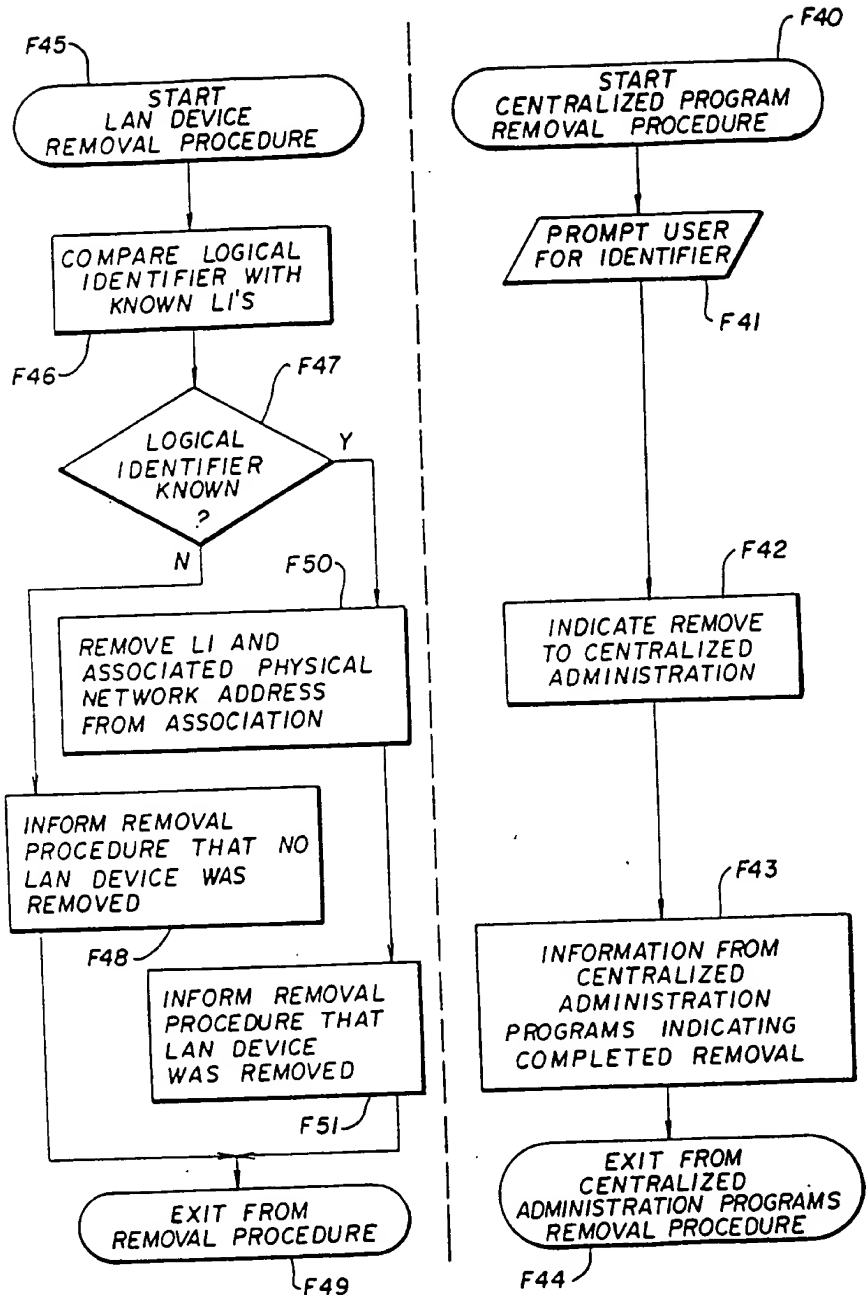 F45
START
LAN DEVICE
REMOVAL PROCEDURE
COMPARE LOGICAL
IDENTIFIER WITH
KNOWN LI'S
F46
F47
LOGICAL
IDENTIFIER
KNOWN
?
Y
N
F50
REMOVE LI AND
ASSOCIATED PHYSICAL
NETWORK ADDRESS
FROM ASSOCIATION
INFORM REMOVAL
PROCEDURE THAT NO
LAN DEVICE WAS
REMOVED
F48
INFORM REMOVAL
PROCEDURE THAT
LAN DEVICE
WAS REMOVED
F51
EXIT FROM
REMOVAL PROCEDURE
F49
F40
START
CENTRALIZED PROGRAM
REMOVAL PROCEDURE
PROMPT USER
FOR IDENTIFIER
F41
F42
INDICATE REMOVE
TO CENTRALIZED
ADMINISTRATION
F43
INFORMATION FROM
CENTRALIZED
ADMINISTRATION
PROGRAMS INDICATING
COMPLETED REMOVAL
EXIT FROM
CENTRALIZED
ADMINISTRATION PROGRAMS
REMOVAL PROCEDURE
F44